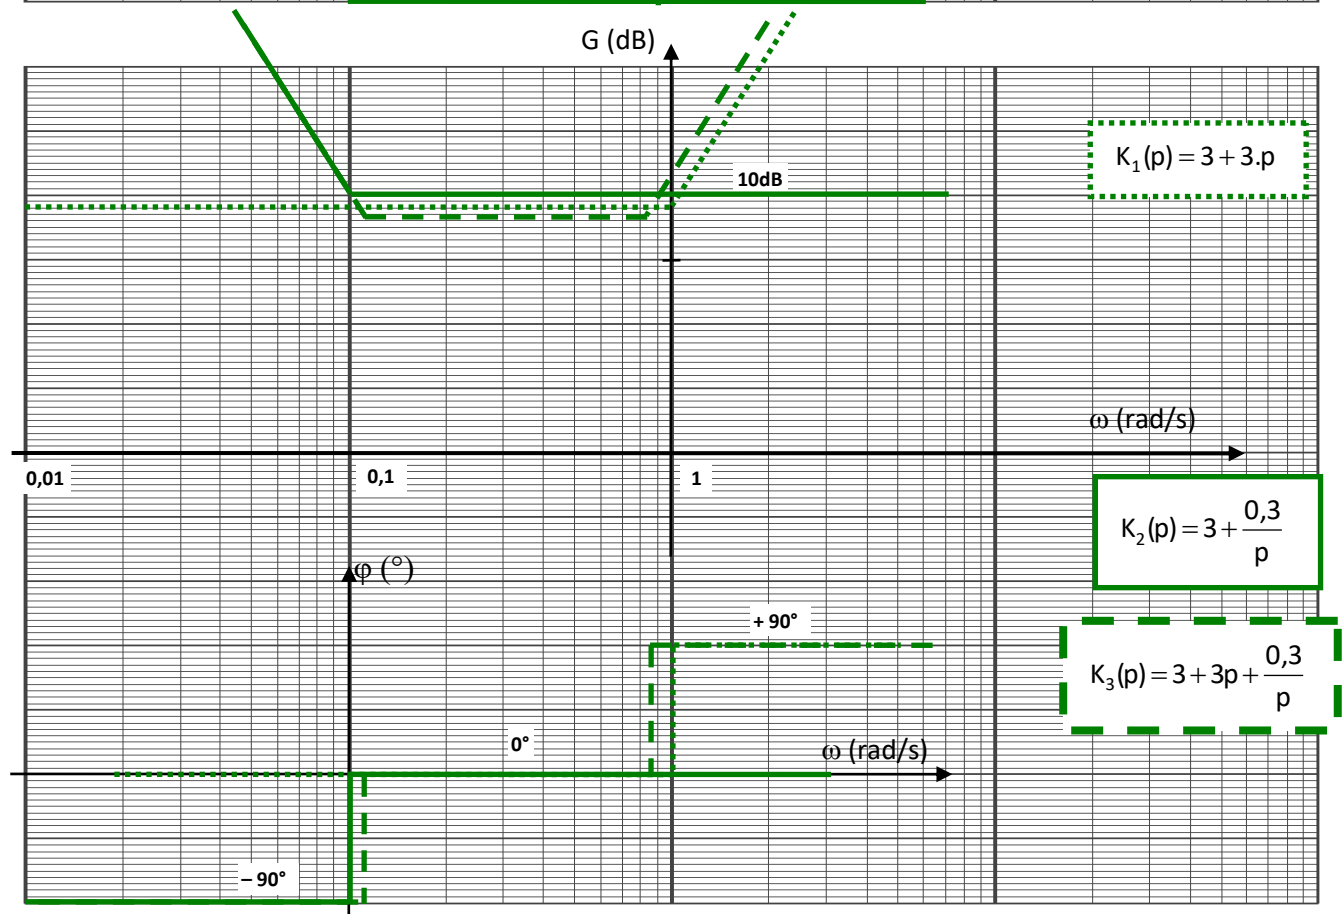 G (dB)
K₁(p) = 3 + 3.p
10dB
ω (rad/s)
0,01
0,1
1
K₂(p) = 3 + 0,3/p
φ (°)
+ 90°
K₃(p) = 3 + 3p + 0,3/p
0°
ω (rad/s)
– 90°